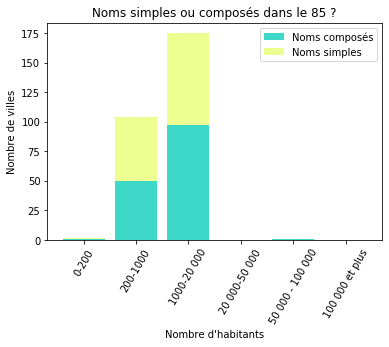 Noms simples ou composés dans le 85 ?
Noms composés
Noms simples
Nombre de villes
175
150
125
100
75
50
25
0
0-200
200-1000
1000-20 000
20 000-50 000
50 000 - 100 000
100 000 et plus
Nombre d'habitants